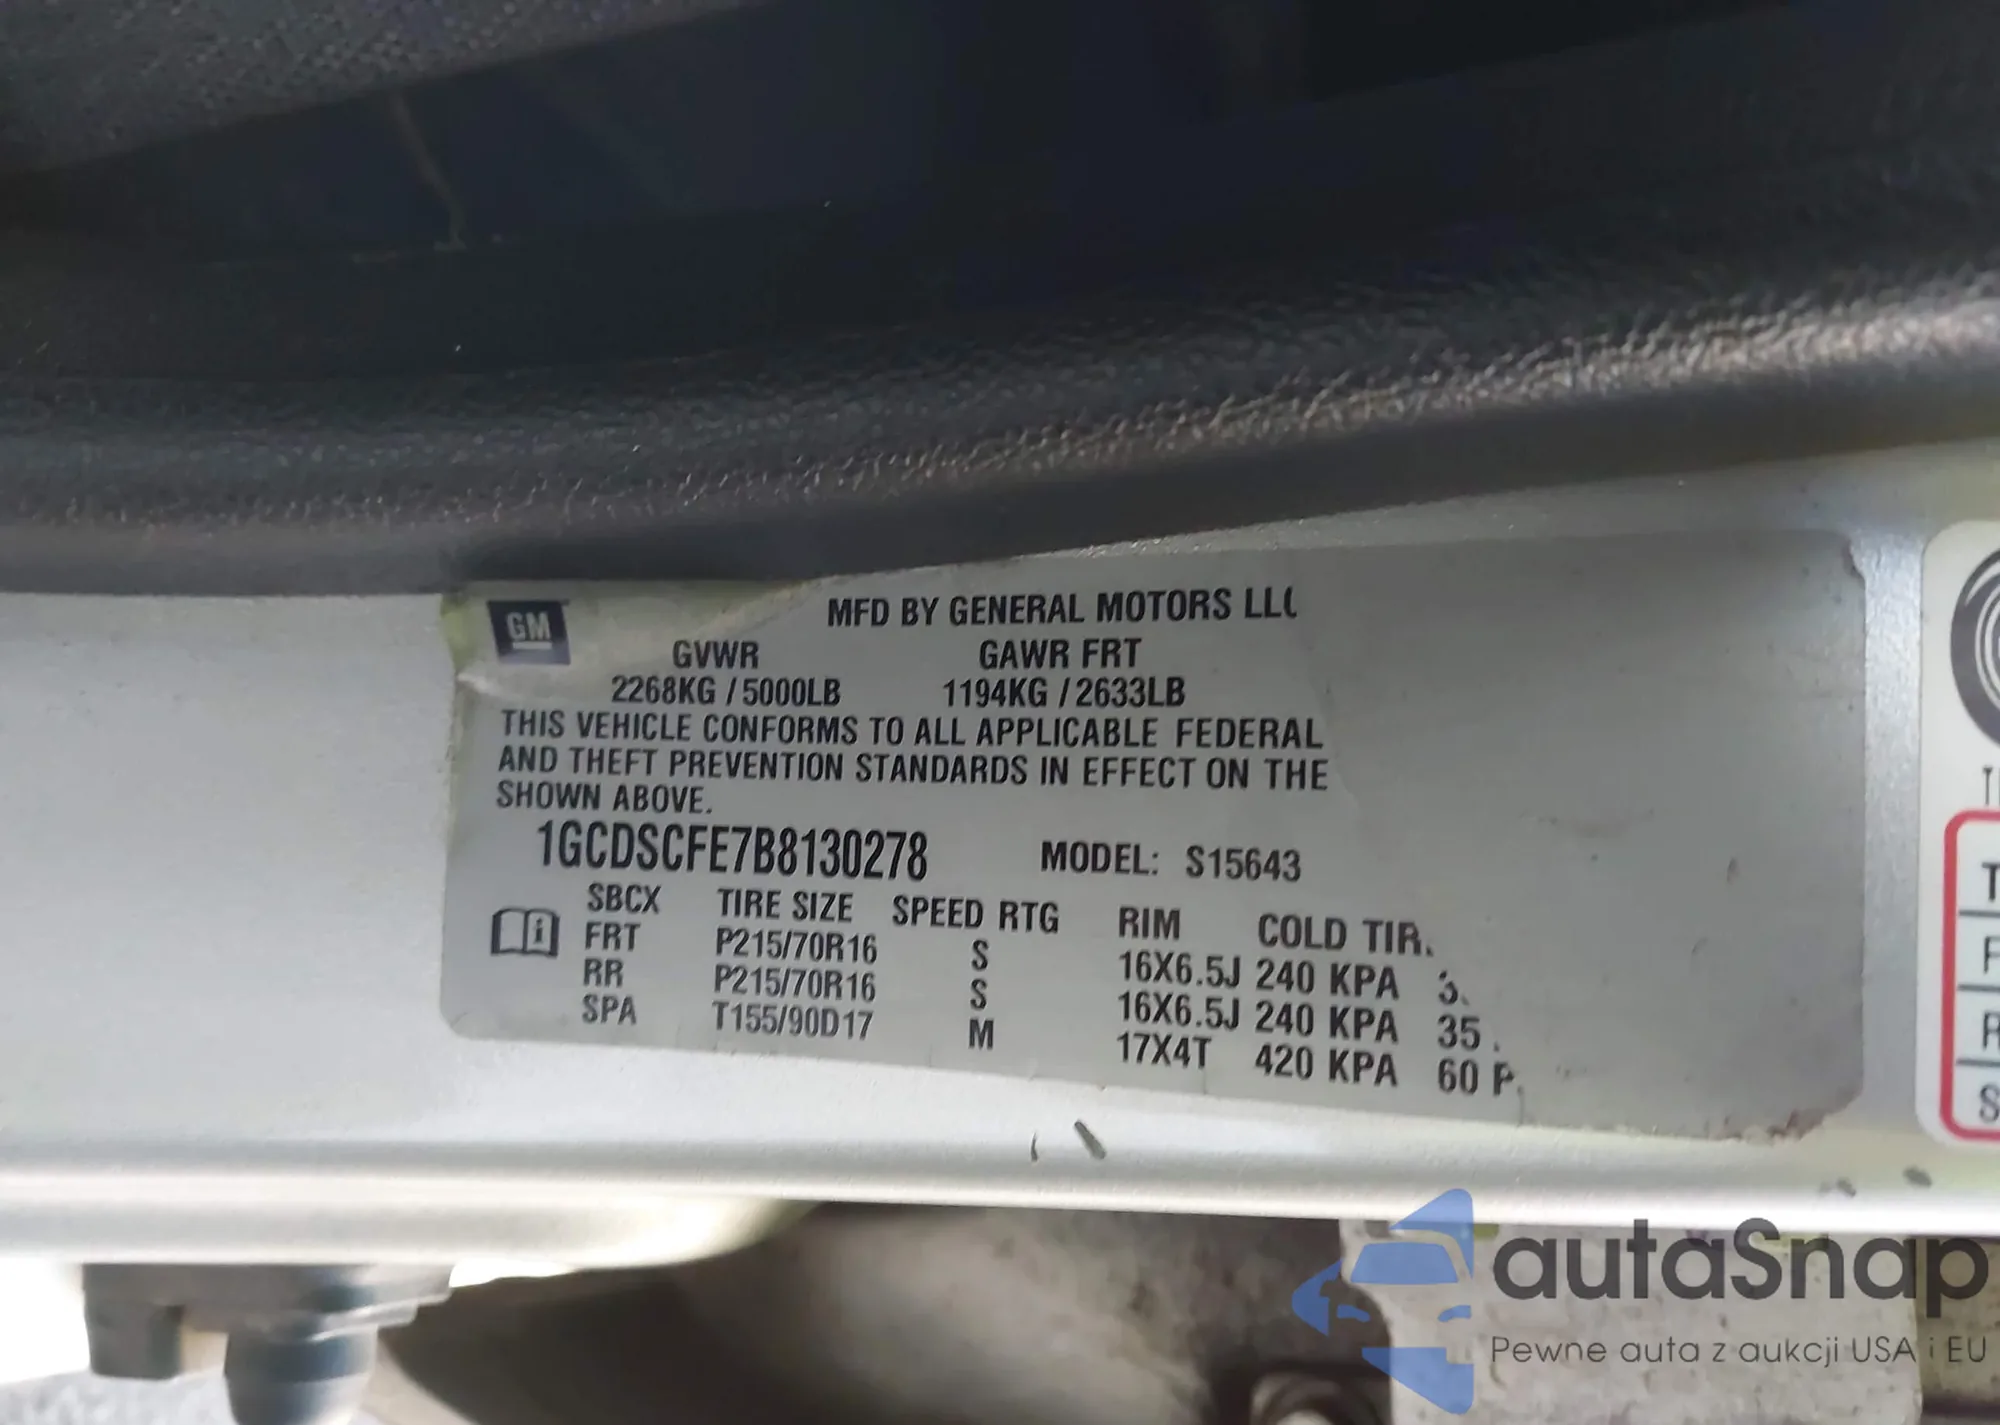 GM
MFD BY GENERAL MOTORS LLC
GVWR GAWR FRT
2268KG / 5000LB 1194KG / 2633LB
THIS VEHICLE CONFORMS TO ALL APPLICABLE FEDERAL
AND THEFT PREVENTION STANDARDS IN EFFECT ON THE
SHOWN ABOVE.
1GCDSCFE7B8130278 MODEL: S15643
SBCX TIRE SIZE SPEED RTG RIM COLD TIR
FRT P215/70R16 S 16X6.5J 240 KPA
RR P215/70R16 S 16X6.5J 240 KPA 35
SPA T155/90D17 M 17X4T 420 KPA 60 P
T
F
R
S
autaSnap
Pewne auta z aukcji USA i EU